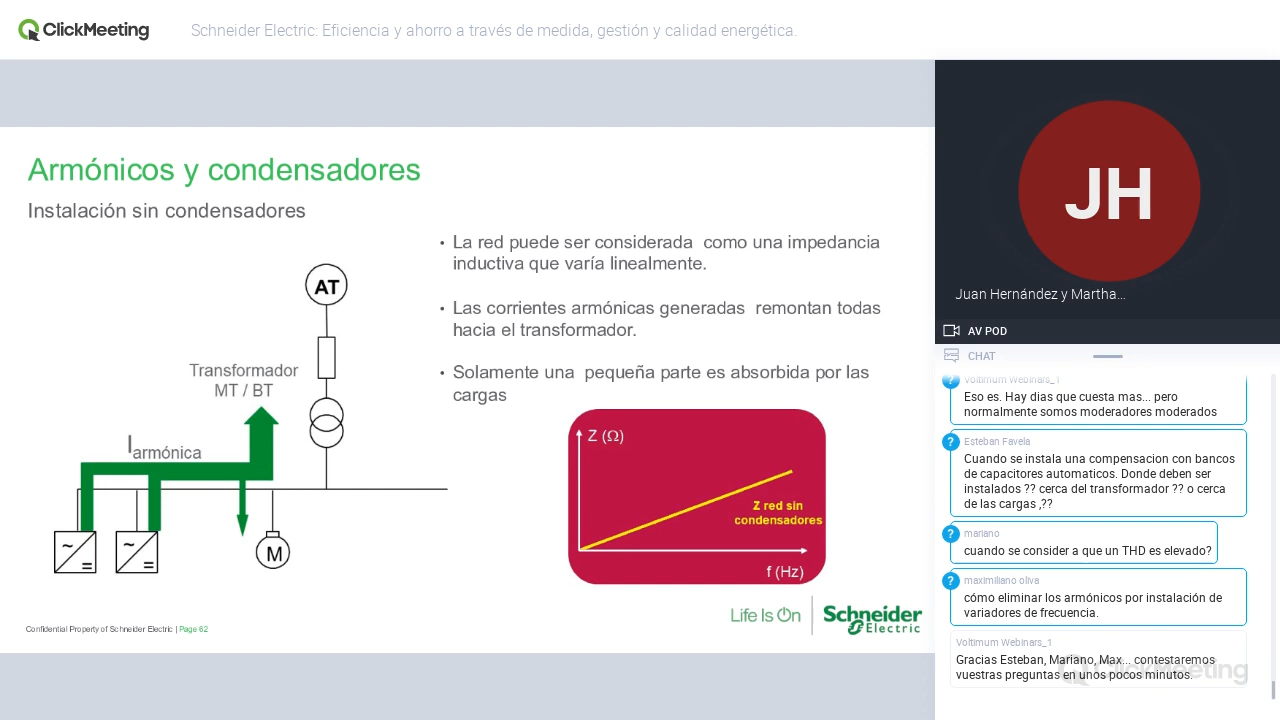 ClickMeeting
Schneider Electric: Eficiencia y ahorro a través de medida, gestión y calidad energética.
Armónicos y condensadores
Instalación sin condensadores
• La red puede ser considerada como una impedancia
inductiva que varía linealmente.
• Las corrientes armónicas generadas remontan todas
hacia el transformador.
• Solamente una pequeña parte es absorbida por las
cargas
AT
Transformador
MT / BT
Iarmónica
~
=
~
=
M
Z (Ω)
Z red sin
condensadores
f (Hz)
Life Is On
Schneider
Electric
Confidential Property of Schneider Electric | Page 62
JH
Juan Hernández y Martha...
AV POD
CHAT
? Voltimum Webinars_1
Eso es. Hay dias que cuesta mas... pero
normalmente somos moderadores moderados
? Esteban Favela
Cuando se instala una compensacion con bancos
de capacitores automaticos. Donde deben ser
instalados ?? cerca del transformador ?? o cerca
de las cargas ,??
? mariano
cuando se consider a que un THD es elevado?
? maximiliano oliva
cómo eliminar los armónicos por instalación de
variadores de frecuencia.
Voltimum Webinars_1
Gracias Esteban, Mariano, Max... contestaremos
vuestras preguntas en unos pocos minutos.
ClickMeeting